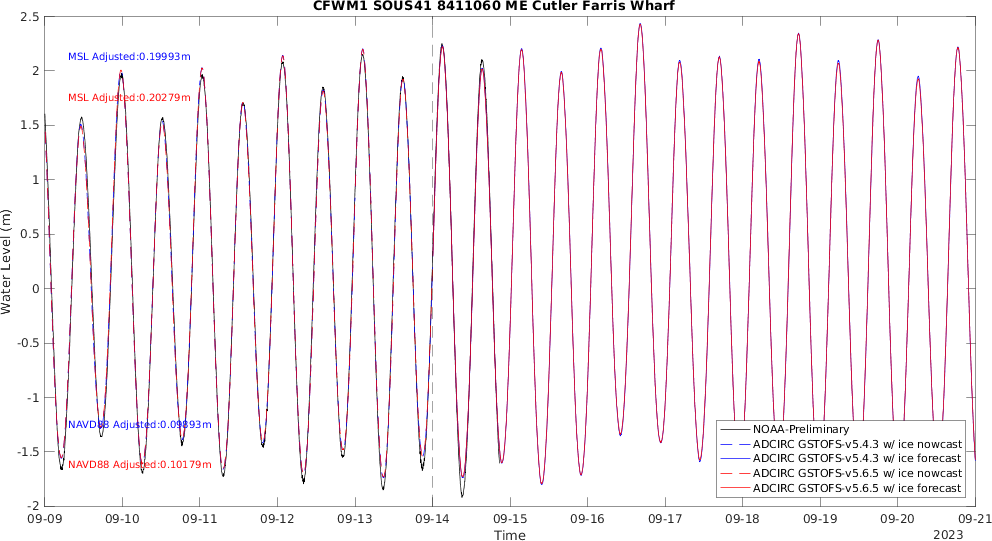 CFWM1 SOUS41 8411060 ME Cutler Farris Wharf
2.5
2
1.5
1
0.5
0
-0.5
-1
-1.5
-2
Water Level (m)
MSL Adjusted:0.19993m
MSL Adjusted:0.20279m
NAVD88 Adjusted:0.09893m
NAVD88 Adjusted:0.10179m
NOAA-Preliminary
ADCIRC GSTOFS-v5.4.3 w/ ice nowcast
ADCIRC GSTOFS-v5.4.3 w/ ice forecast
ADCIRC GSTOFS-v5.6.5 w/ ice nowcast
ADCIRC GSTOFS-v5.6.5 w/ ice forecast
09-09 09-10 09-11 09-12 09-13 09-14 09-15 09-16 09-17 09-18 09-19 09-20 09-21
Time
2023